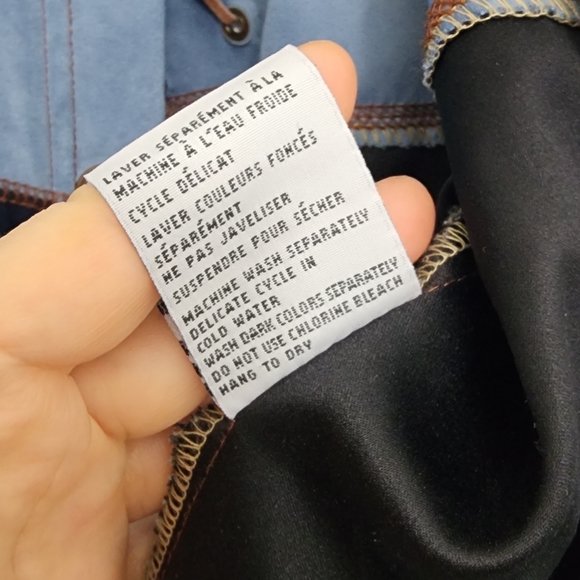 LAVER SÉPARÉMENT À LA
MACHINE À L'EAU FROIDE
CYCLE DÉLICAT
LAVER COULEURS FONCÉS
SÉPARÉMENT
NE PAS JAVELISER
SUSPENDRE POUR SÉCHER
MACHINE WASH SEPARATELY
DELICATE CYCLE IN
COLD WATER
WASH DARK COLORS SEPARATELY
DO NOT USE CHLORINE BLEACH
HANG TO DRY